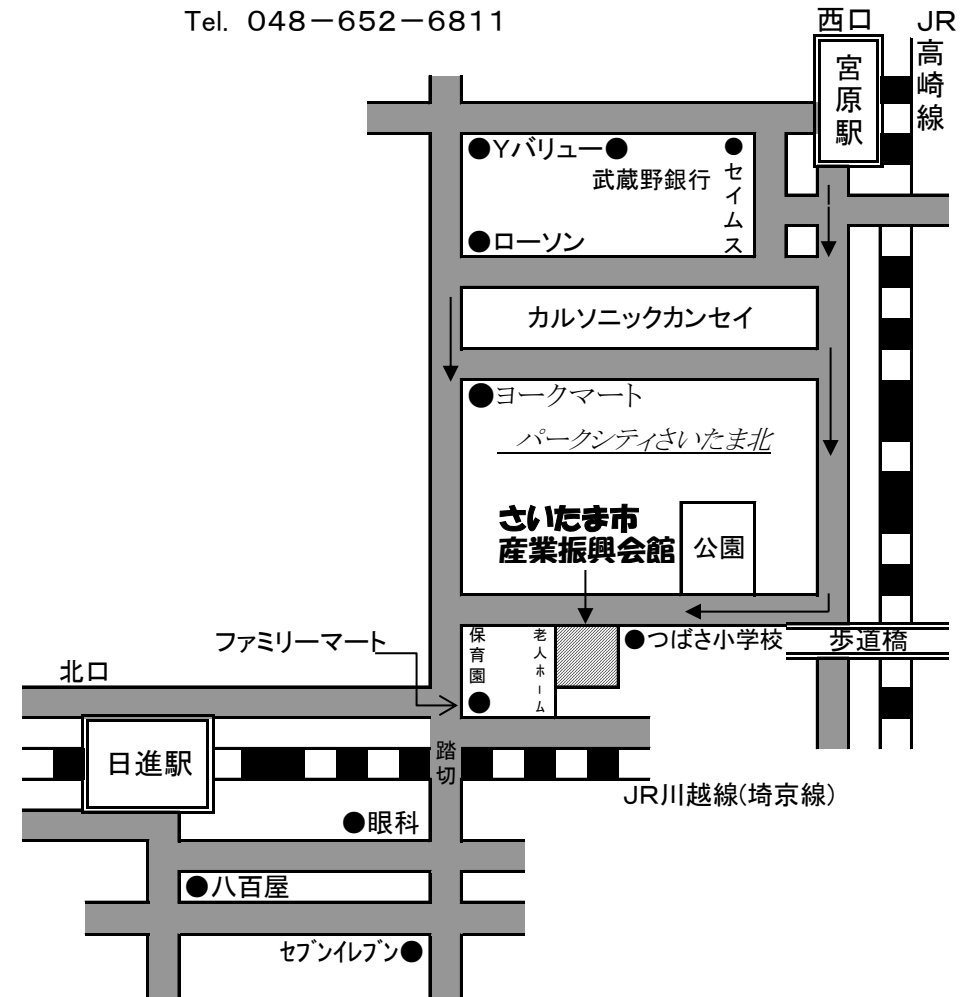 Tel. 048－652－6811
西口
JR高崎線
宮原駅
●Yバリュー●
武蔵野銀行
●セイムス
●ローソン
カルソニックカンセイ
●ヨークマート
パークシティさいたま北
さいたま市
産業振興会館
公園
ファミリーマート
保育園
老人ホーム
●つばさ小学校
歩道橋
北口
日進駅
踏切
JR川越線(埼京線)
●眼科
●八百屋
ｾﾌﾞﾝｲﾚﾌﾞﾝ●